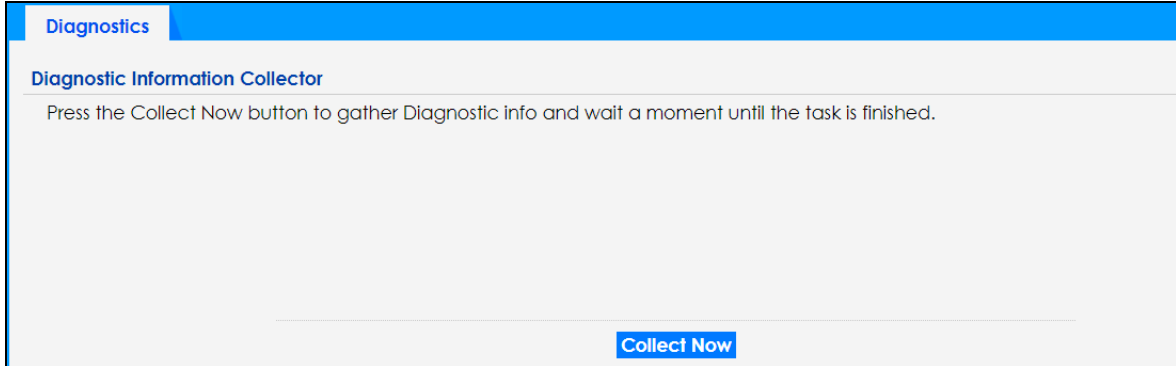 Diagnostics
Diagnostic Information Collector
Press the Collect Now button to gather Diagnostic info and wait a moment until the task is finished.
Collect Now